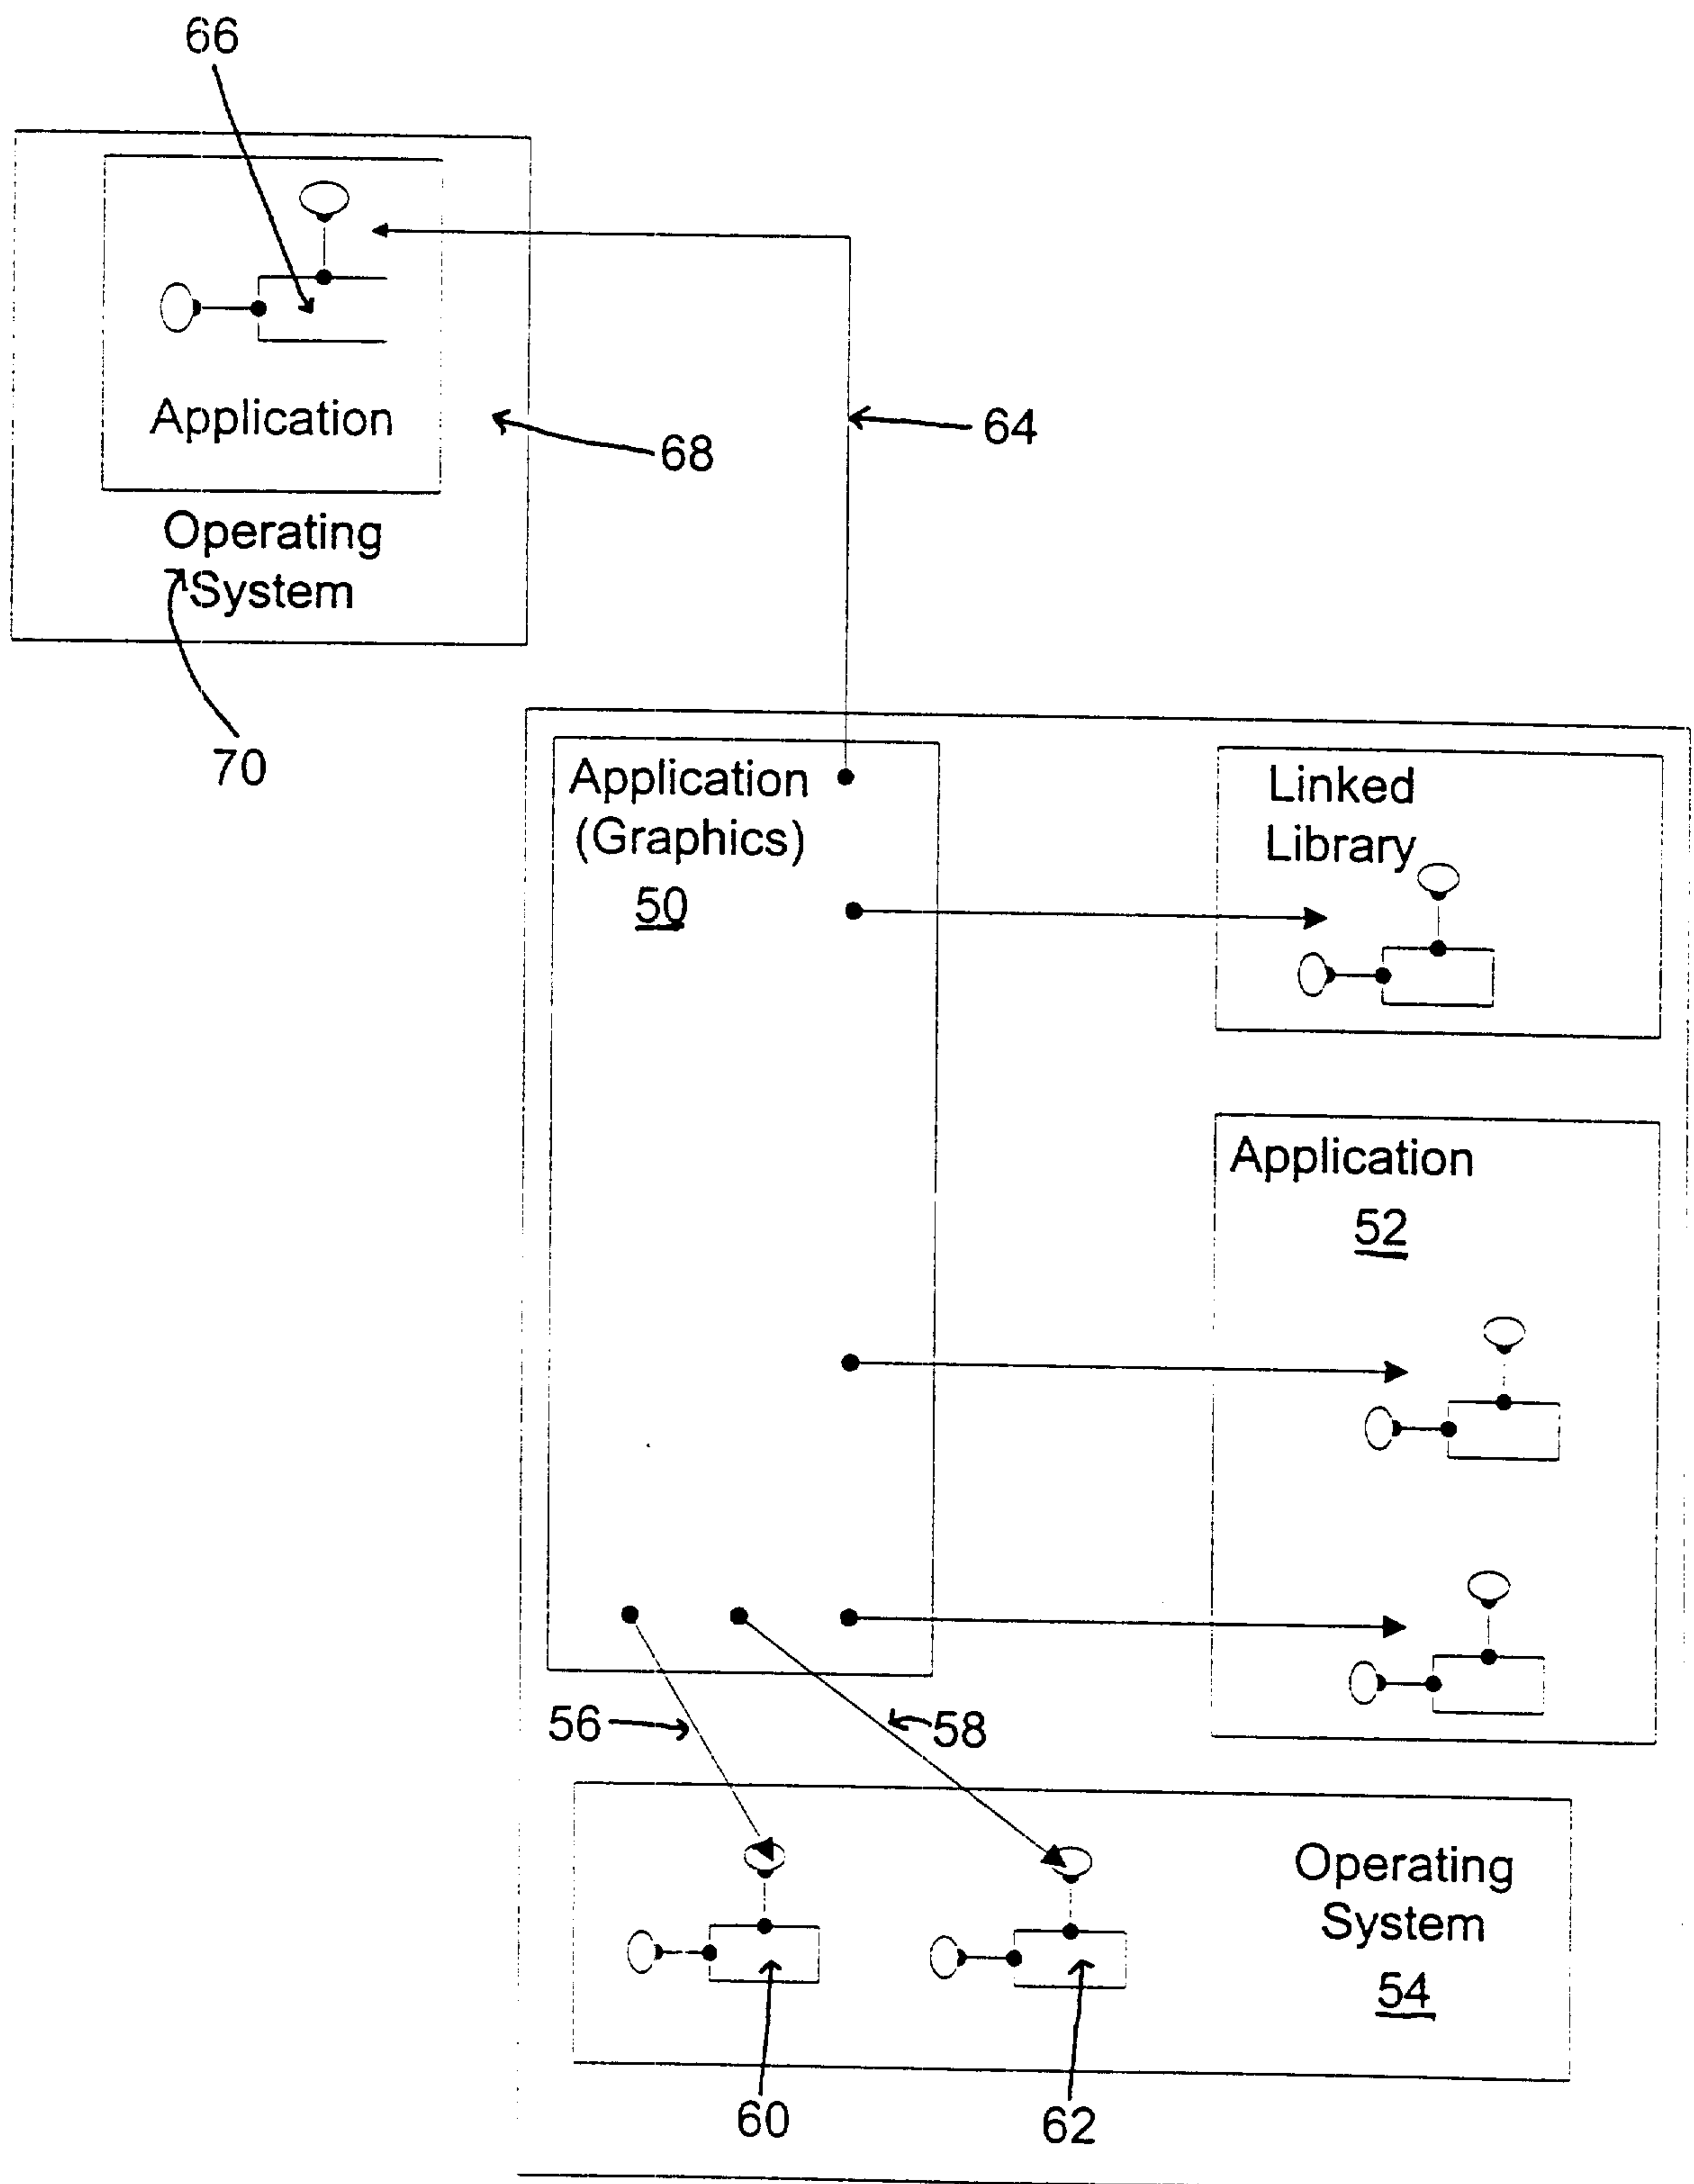 66
Application
68
64
Operating
System
70
Application
(Graphics)
50
Linked
Library
Application
52
56
58
Operating
System
54
60
62